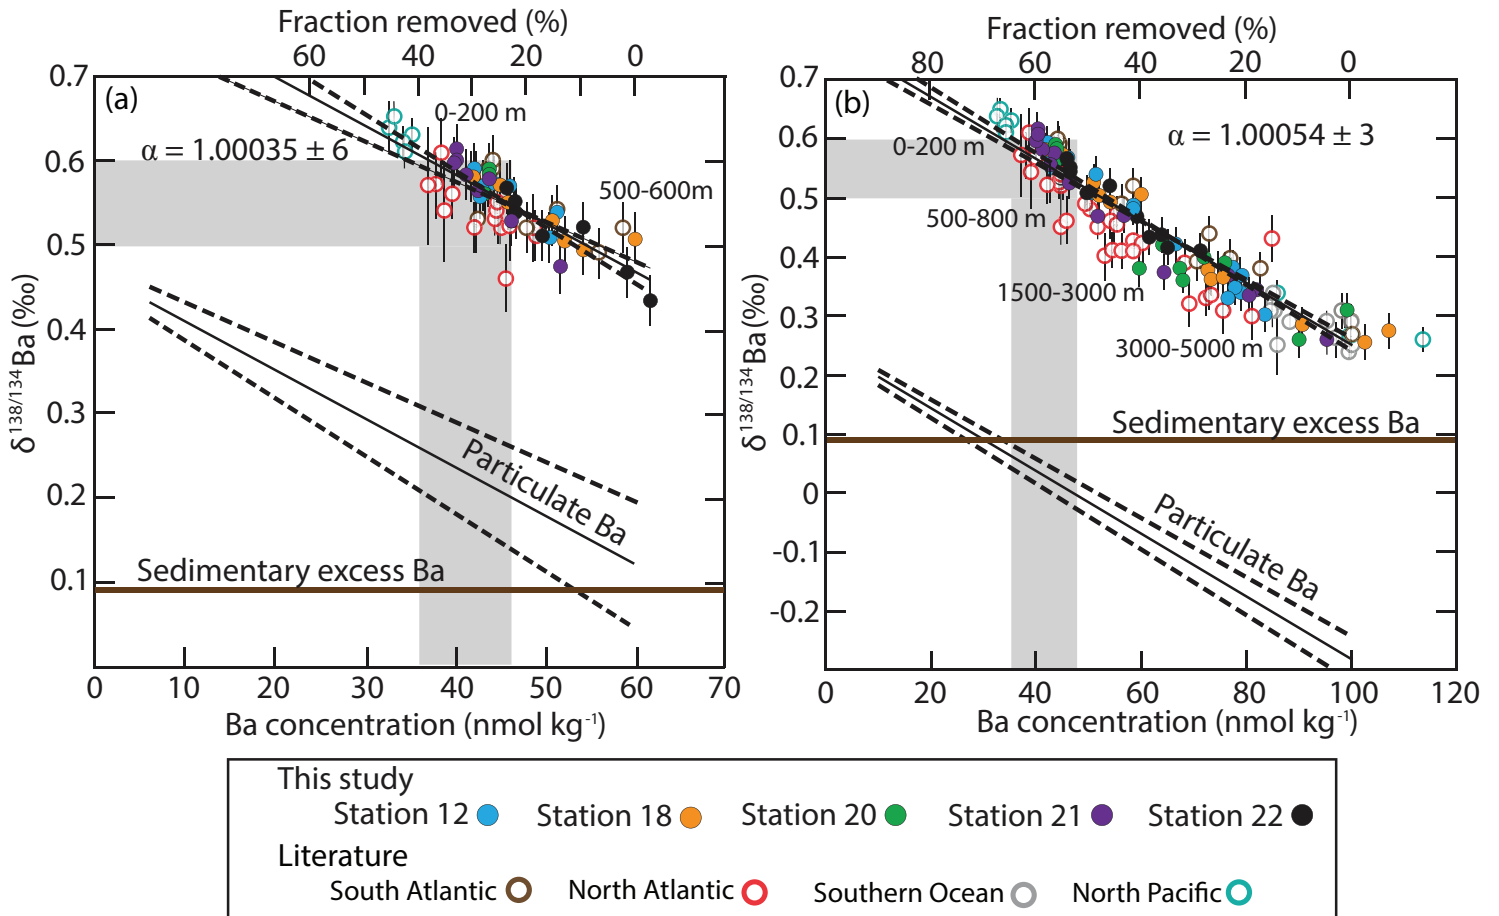 Fraction removed (%)
60 40 20 0
(a)
0-200 m
α = 1.00035 ± 6
500-600m
Particulate Ba
Sedimentary excess Ba
0.7
0.6
0.5
0.4
0.3
0.2
0.1
δ138/134Ba (‰)
0 10 20 30 40 50 60 70
Ba concentration (nmol kg-1)
Fraction removed (%)
80 60 40 20 0
(b)
α = 1.00054 ± 3
0-200 m
500-800 m
1500-3000 m
3000-5000 m
Sedimentary excess Ba
Particulate Ba
0.7
0.6
0.5
0.4
0.3
0.2
0.1
0
-0.1
-0.2
δ138/134Ba (‰)
0 20 40 60 80 100 120
Ba concentration (nmol kg-1)
This study
Station 12 Station 18 Station 20 Station 21 Station 22
Literature
South Atlantic North Atlantic Southern Ocean North Pacific